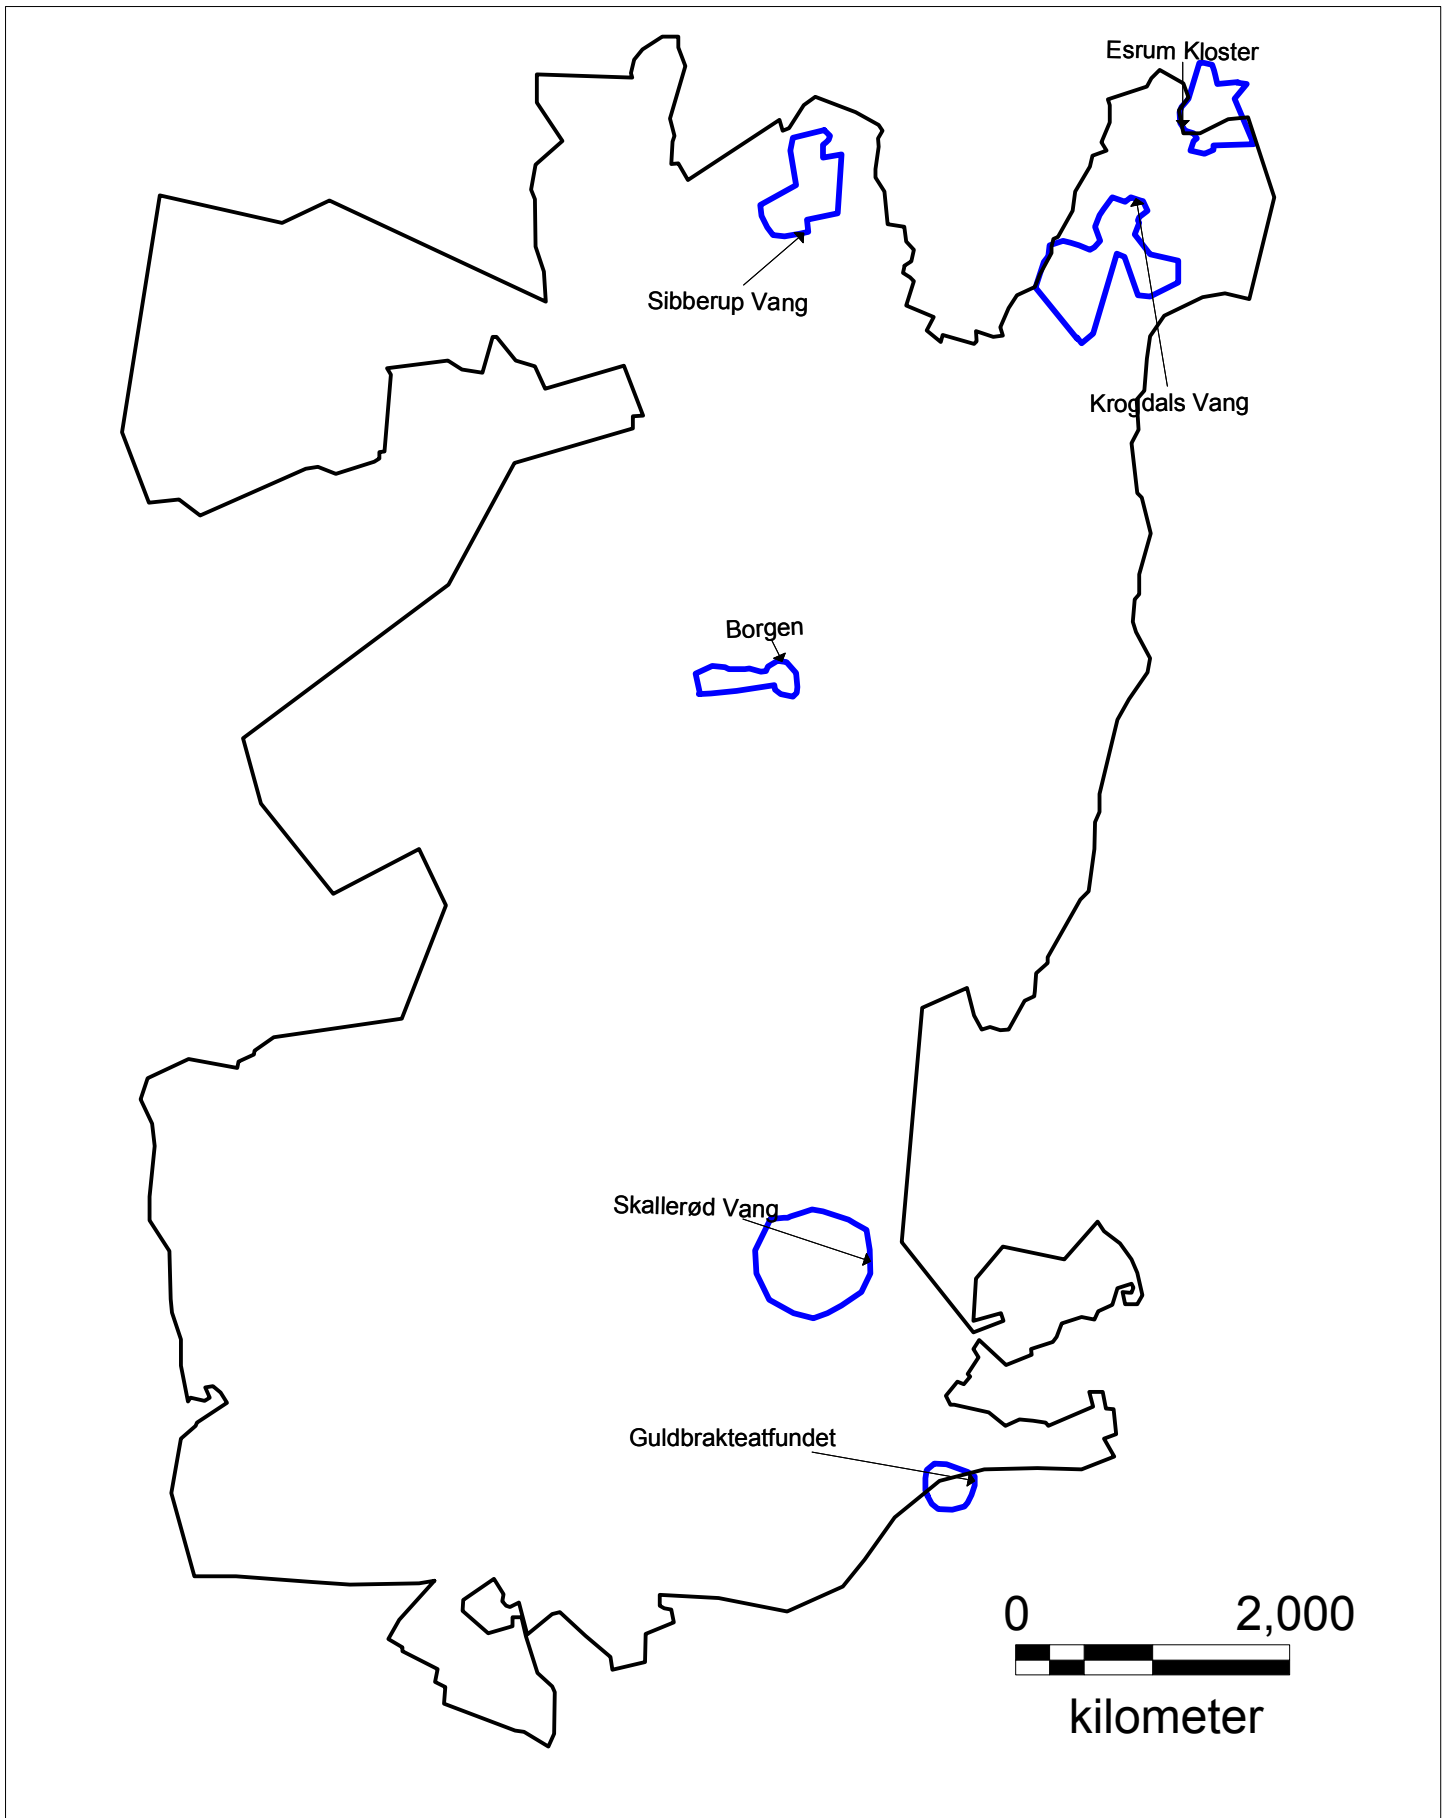 Esrum Kloster
Sibberup Vang
Krogdals Vang
Borgen
Skallerød Vang
Guldbrakteatfundet
0 2,000
kilometer